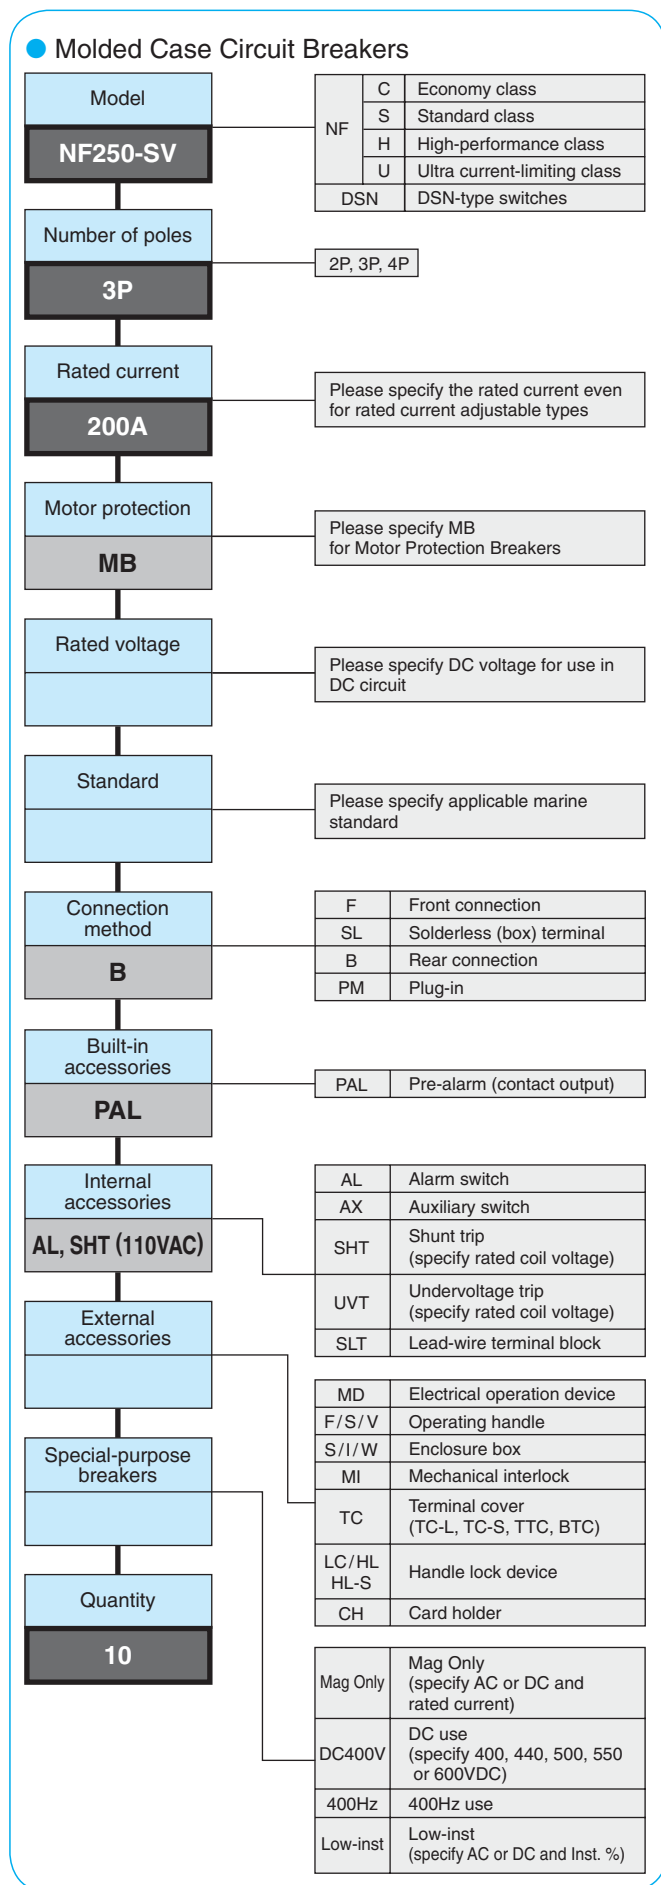 Molded Case Circuit Breakers
Model
NF250-SV
NF
C Economy class
S Standard class
H High-performance class
U Ultra current-limiting class
DSN DSN-type switches
Number of poles
3P
2P, 3P, 4P
Rated current
200A
Please specify the rated current even
for rated current adjustable types
Motor protection
MB
Please specify MB
for Motor Protection Breakers
Rated voltage
Please specify DC voltage for use in
DC circuit
Standard
Please specify applicable marine
standard
Connection
method
B
F Front connection
SL Solderless (box) terminal
B Rear connection
PM Plug-in
Built-in
accessories
PAL
PAL Pre-alarm (contact output)
Internal
accessories
AL, SHT (110VAC)
AL Alarm switch
AX Auxiliary switch
SHT Shunt trip
(specify rated coil voltage)
UVT Undervoltage trip
(specify rated coil voltage)
SLT Lead-wire terminal block
External
accessories
MD Electrical operation device
F/S/V Operating handle
S/I/W Enclosure box
MI Mechanical interlock
TC Terminal cover
(TC-L, TC-S, TTC, BTC)
LC/HL
HL-S Handle lock device
CH Card holder
Special-purpose
breakers
Mag Only Mag Only
(specify AC or DC and
rated current)
DC400V DC use
(specify 400, 440, 500, 550
or 600VDC)
400Hz 400Hz use
Low-inst Low-inst
(specify AC or DC and Inst. %)
Quantity
10